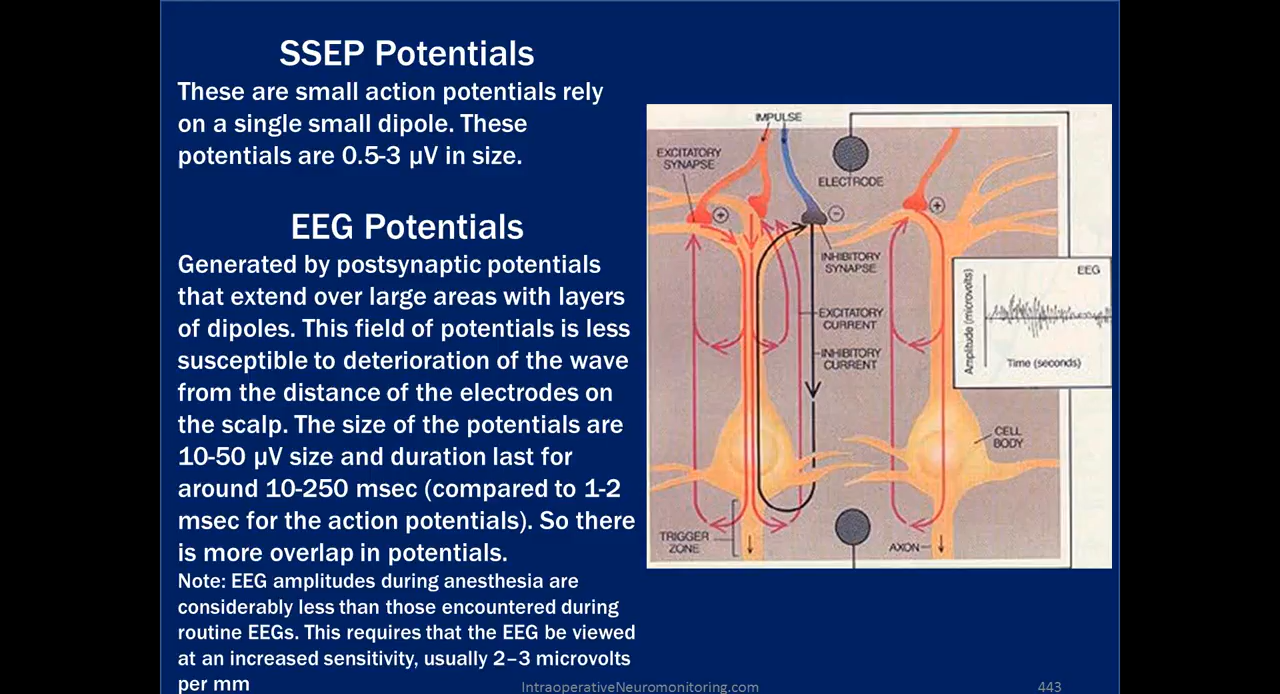 SSEP Potentials
These are small action potentials rely
on a single small dipole. These
potentials are 0.5-3 µV in size.
EEG Potentials
Generated by postsynaptic potentials
that extend over large areas with layers
of dipoles. This field of potentials is less
susceptible to deterioration of the wave
from the distance of the electrodes on
the scalp. The size of the potentials are
10-50 µV size and duration last for
around 10-250 msec (compared to 1-2
msec for the action potentials). So there
is more overlap in potentials.
Note: EEG amplitudes during anesthesia are
considerably less than those encountered during
routine EEGs. This requires that the EEG be viewed
at an increased sensitivity, usually 2–3 microvolts
per mm
IMPULSE
EXCITATORY
SYNAPSE
ELECTRODE
+
−
+
INHIBITORY
SYNAPSE
EEG
Amplitude (microvolts)
Time (seconds)
EXCITATORY
CURRENT
INHIBITORY
CURRENT
CELL
BODY
TRIGGER
ZONE
AXON
IntraoperativeNeuromonitoring.com
443